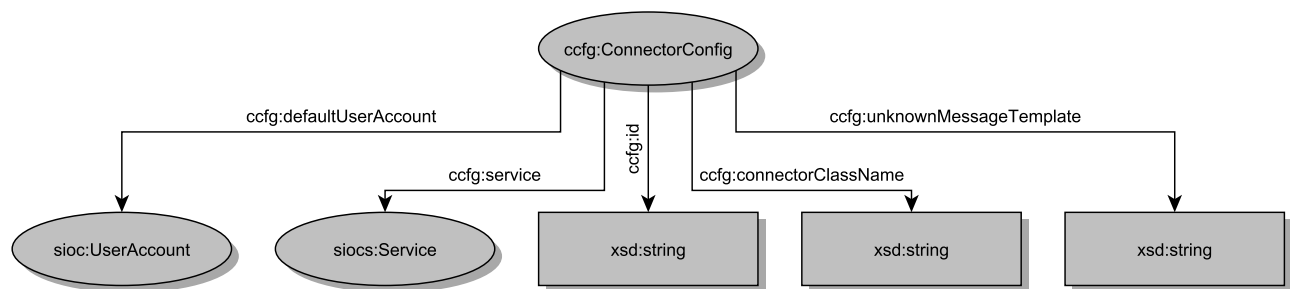 ccfg:ConnectorConfig
ccfg:defaultUserAccount
ccfg:unknownMessageTemplate
ccfg:id
ccfg:service
ccfg:connectorClassName
sioc:UserAccount
siocs:Service
xsd:string
xsd:string
xsd:string